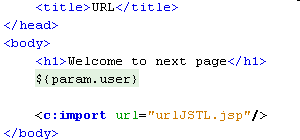 <title>URL</title>
</head>
<body>
<h1>Welcome to next page</h1>
${param.user}
<c:import url="urlJSTL.jsp"/>
</body>